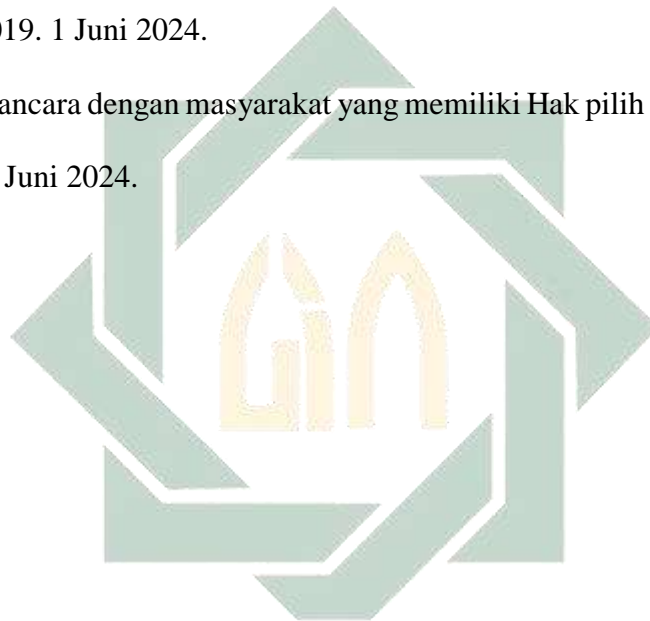 019. 1 Juni 2024.
ancara dengan masyarakat yang memiliki Hak pilih
Juni 2024.